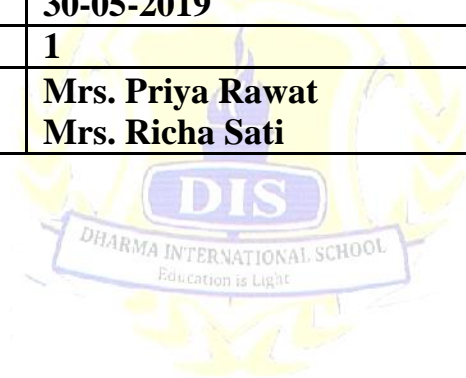 30-05-2019
1
Mrs. Priya Rawat
Mrs. Richa Sati
DIS
DHARMA INTERNATIONAL SCHOOL
Education is Light